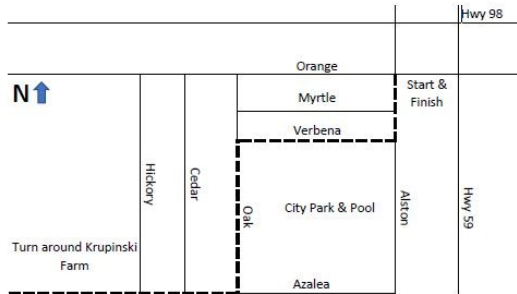 Hwy 98
Orange
N
Myrtle
Start &
Finish
Verbena
Hickory
Cedar
Oak
City Park & Pool
Alston
Hwy 59
Turn around Krupinski
Farm
Azalea